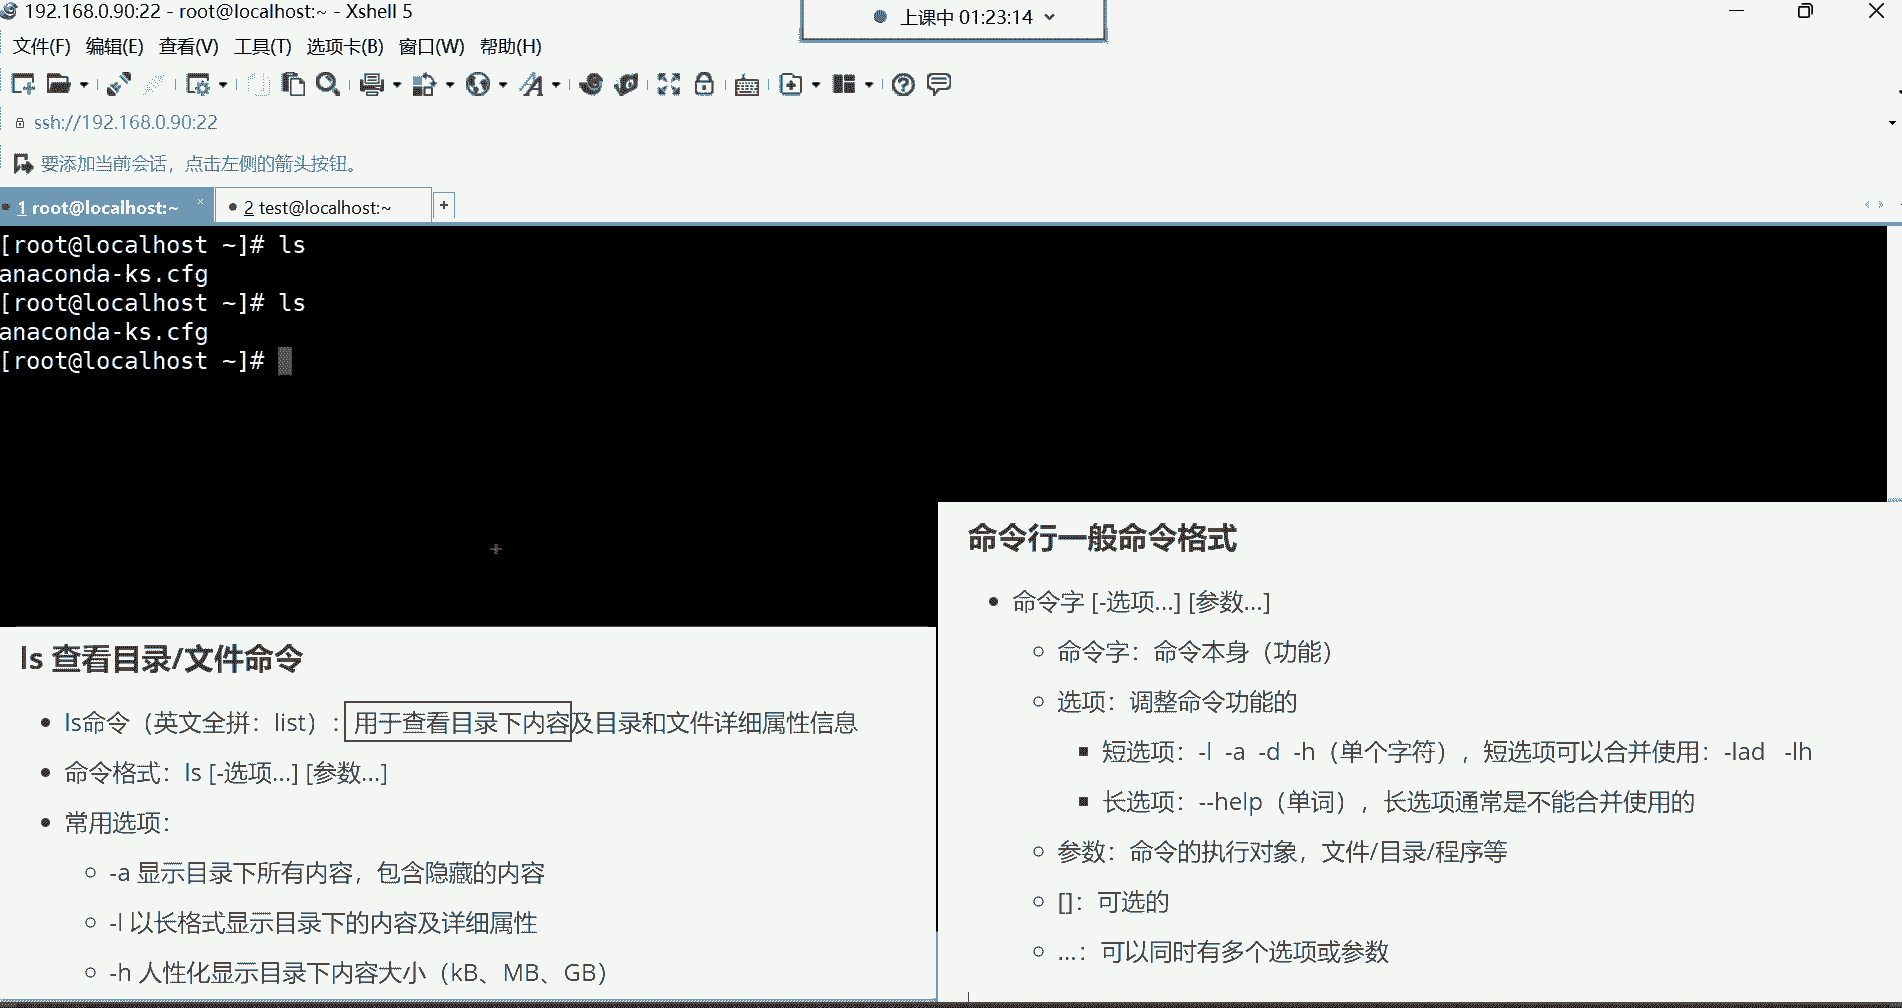 192.168.0.90:22 - root@localhost:~ - Xshell 5
上课中 01:23:14
文件(F) 编辑(E) 查看(V) 工具(T) 选项卡(B) 窗口(W) 帮助(H)
ssh://192.168.0.90:22
要添加当前会话，点击左侧的箭头按钮。
1 root@localhost:~ × 2 test@localhost:~ +
[root@localhost ~]# ls
anaconda-ks.cfg
[root@localhost ~]# ls
anaconda-ks.cfg
[root@localhost ~]#
ls 查看目录/文件命令
ls命令（英文全拼：list）: 用于查看目录下内容及目录和文件详细属性信息
命令格式：ls [-选项...] [参数...]
常用选项：
-a 显示目录下所有内容，包含隐藏的内容
-l 以长格式显示目录下的内容及详细属性
-h 人性化显示目录下内容大小（kB、MB、GB）
命令行一般命令格式
命令字 [-选项...] [参数...]
命令字：命令本身（功能）
选项：调整命令功能的
短选项：-l -a -d -h（单个字符），短选项可以合并使用：-lad -lh
长选项：--help（单词），长选项通常是不能合并使用的
参数：命令的执行对象，文件/目录/程序等
[]：可选的
...：可以同时有多个选项或参数